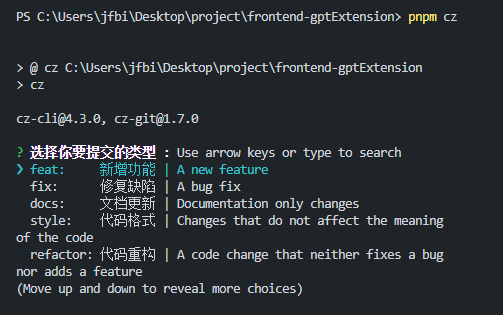 PS C:\Users\jfbi\Desktop\project\frontend-gptExtension> pnpm cz
> @ cz C:\Users\jfbi\Desktop\project\frontend-gptExtension
> cz
cz-cli@4.3.0, cz-git@1.7.0
? 选择你要提交的类型 : Use arrow keys or type to search
❯ feat:     新增功能 | A new feature
  fix:      修复缺陷 | A bug fix
  docs:     文档更新 | Documentation only changes
  style:    代码格式 | Changes that do not affect the meaning
of the code
  refactor: 代码重构 | A code change that neither fixes a bug
nor adds a feature
(Move up and down to reveal more choices)